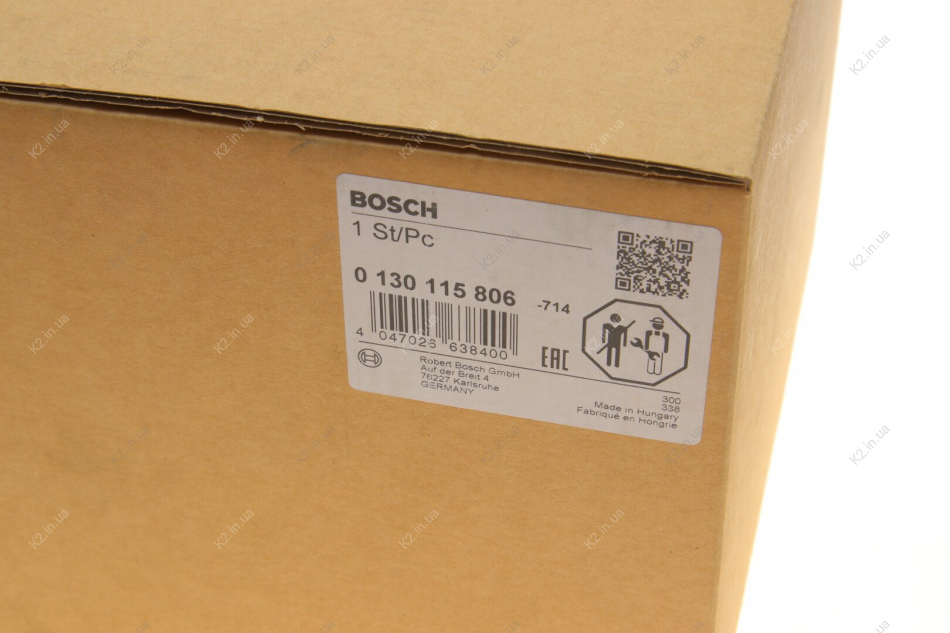 BOSCH
1 St/Pc
0 130 115 806
-714
4 047026 638400
EAC
Robert Bosch GmbH
Auf der Breit 4
76227 Karlsruhe
GERMANY
300
338
Made in Hungary
Fabriqué en Hongrie
K2.in.ua